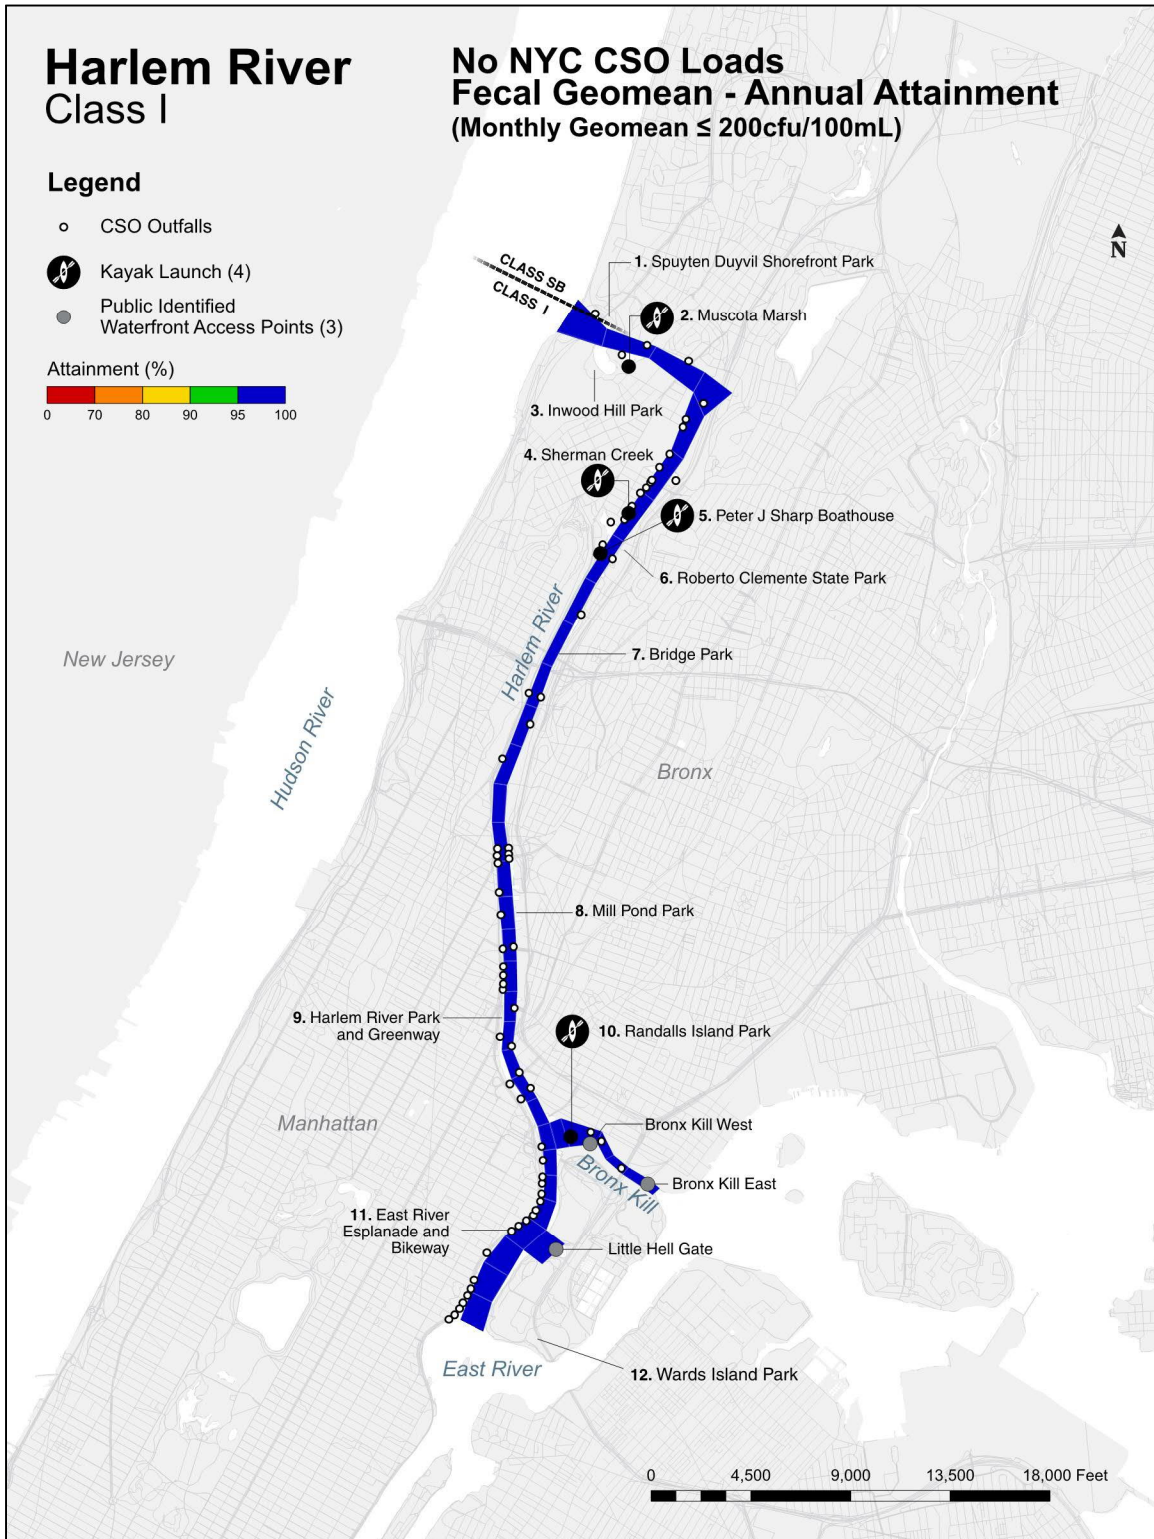 Harlem River
Class I
No NYC CSO Loads
Fecal Geomean - Annual Attainment
(Monthly Geomean ≤ 200cfu/100mL)
Legend
CSO Outfalls
Kayak Launch (4)
Public Identified
Waterfront Access Points (3)
Attainment (%)
0 70 80 90 95 100
N
CLASS SB
CLASS I
1. Spuyten Duyvil Shorefront Park
2. Muscota Marsh
3. Inwood Hill Park
4. Sherman Creek
5. Peter J Sharp Boathouse
6. Roberto Clemente State Park
Harlem River
7. Bridge Park
New Jersey
Hudson River
Bronx
8. Mill Pond Park
9. Harlem River Park
and Greenway
10. Randalls Island Park
Manhattan
Bronx Kill West
Bronx Kill
Bronx Kill East
11. East River
Esplanade and
Bikeway
Little Hell Gate
East River
12. Wards Island Park
0 4,500 9,000 13,500 18,000 Feet